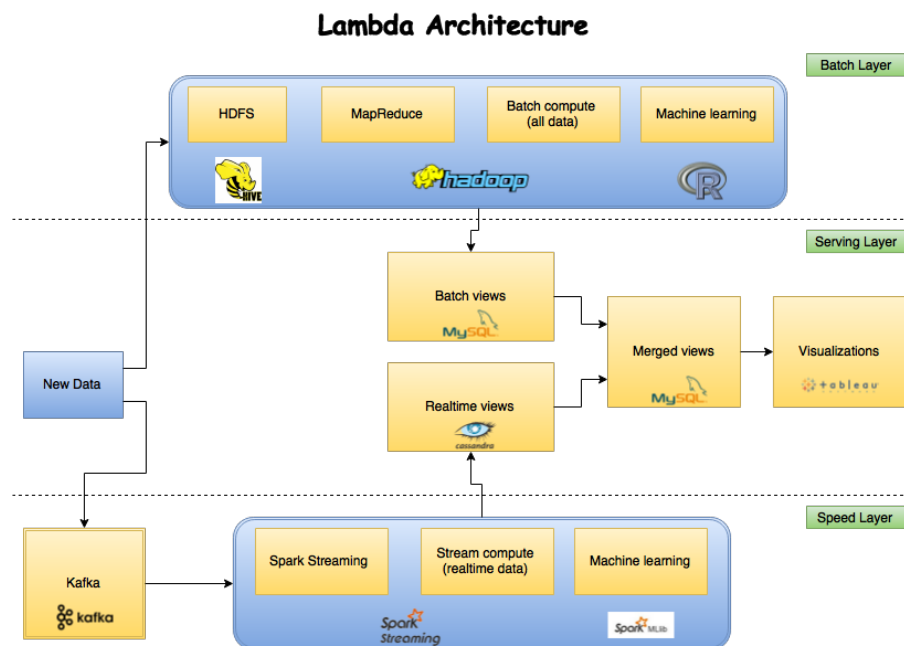 Lambda Architecture
Batch Layer
HDFS
MapReduce
Batch compute
(all data)
Machine learning
HIVE
hadoop
R
Serving Layer
Batch views
MySQL
Merged views
MySQL
Visualizations
+ a b l e a u
New Data
Realtime views
cassandra
Speed Layer
Kafka
kafka
Spark Streaming
Stream compute
(realtime data)
Machine learning
Spark
Streaming
Spark MLlib